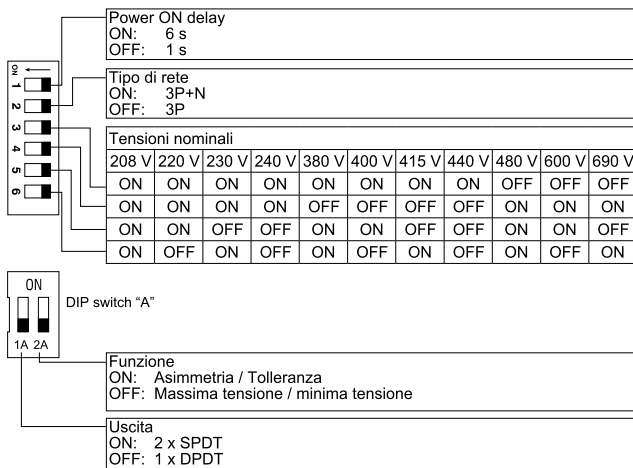 Power ON delay
ON: 6 s
OFF: 1 s
ON
1
2
3
4
5
6
Tipo di rete
ON: 3P+N
OFF: 3P
Tensioni nominali
208 V 220 V 230 V 240 V 380 V 400 V 415 V 440 V 480 V 600 V 690 V
ON ON ON ON ON ON ON ON OFF OFF OFF
ON ON ON ON OFF OFF OFF OFF ON ON ON
ON ON OFF OFF ON ON OFF OFF ON ON OFF
ON OFF ON OFF ON OFF ON OFF ON OFF ON
ON
DIP switch “A”
1A 2A
Funzione
ON: Asimmetria / Tolleranza
OFF: Massima tensione / minima tensione
Uscita
ON: 2 x SPDT
OFF: 1 x DPDT